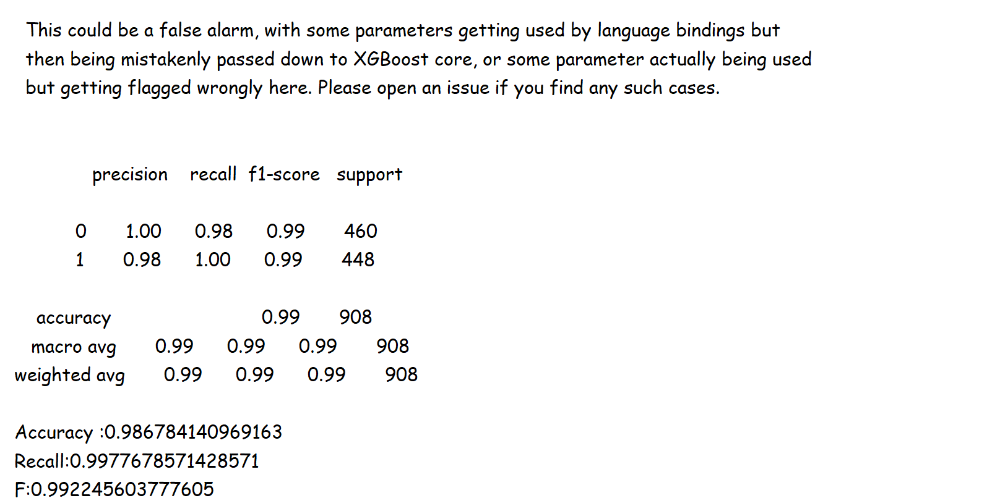 This could be a false alarm, with some parameters getting used by language bindings but
then being mistakenly passed down to XGBoost core, or some parameter actually being used
but getting flagged wrongly here. Please open an issue if you find any such cases.
precision recall f1-score support
0 1.00 0.98 0.99 460
1 0.98 1.00 0.99 448
accuracy 0.99 908
macro avg 0.99 0.99 0.99 908
weighted avg 0.99 0.99 0.99 908
Accuracy :0.986784140969163
Recall:0.9977678571428571
F:0.992245603777605